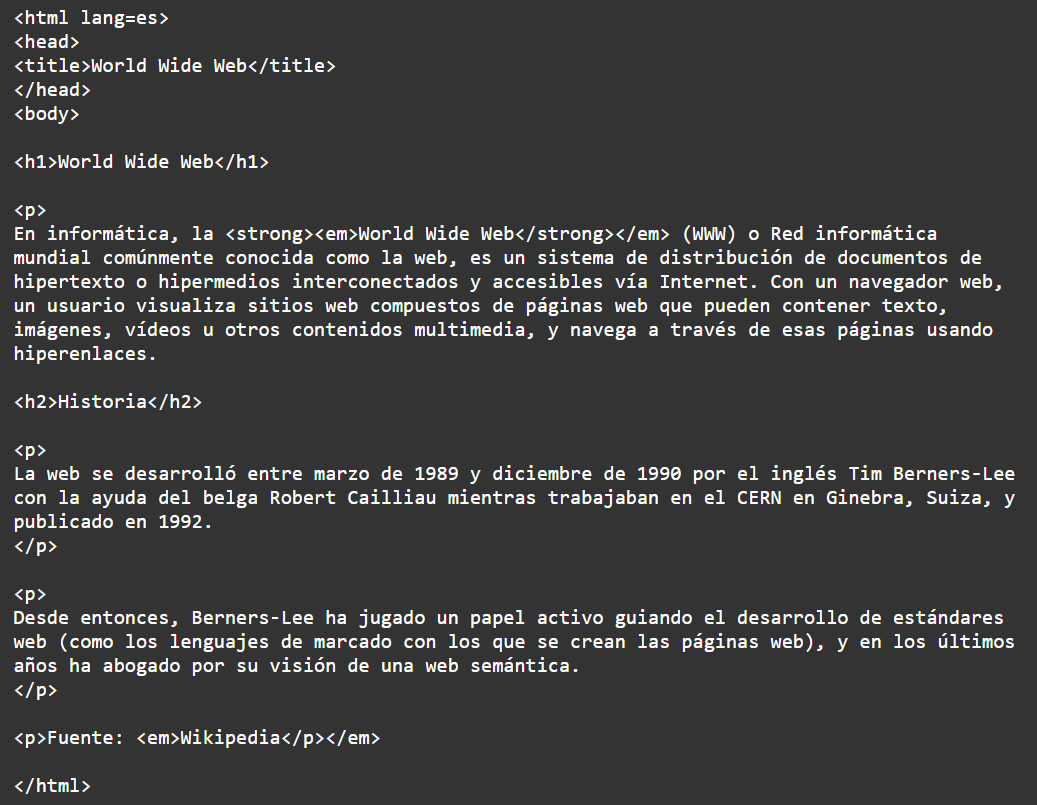 <html lang=es>
<head>
<title>World Wide Web</title>
</head>
<body>
<h1>World Wide Web</h1>
<p>
En informática, la <strong><em>World Wide Web</strong></em> (WWW) o Red informática
mundial comúnmente conocida como la web, es un sistema de distribución de documentos de
hipertexto o hipermedios interconectados y accesibles vía Internet. Con un navegador web,
un usuario visualiza sitios web compuestos de páginas web que pueden contener texto,
imágenes, vídeos u otros contenidos multimedia, y navega a través de esas páginas usando
hiperenlaces.
<h2>Historia</h2>
<p>
La web se desarrolló entre marzo de 1989 y diciembre de 1990 por el inglés Tim Berners-Lee
con la ayuda del belga Robert Cailliau mientras trabajaban en el CERN en Ginebra, Suiza, y
publicado en 1992.
</p>
<p>
Desde entonces, Berners-Lee ha jugado un papel activo guiando el desarrollo de estándares
web (como los lenguajes de marcado con los que se crean las páginas web), y en los últimos
años ha abogado por su visión de una web semántica.
</p>
<p>Fuente: <em>Wikipedia</p></em>
</html>